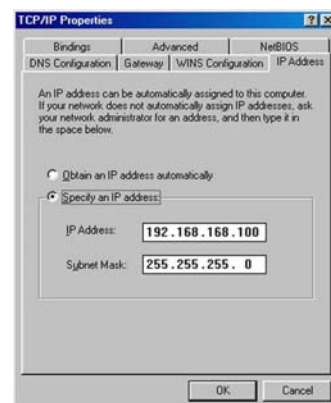 TCP/IP Properties
Bindings Advanced NetBIOS
DNS Configuration Gateway WINS Configuration IP Address
An IP address can be automatically assigned to this computer.
If your network does not automatically assign IP addresses, ask
your network administrator for an address, and then type it in
the space below.
Obtain an IP address automatically
Specify an IP address:
IP Address: 192.168.168.100
Subnet Mask: 255.255.255. 0
OK Cancel